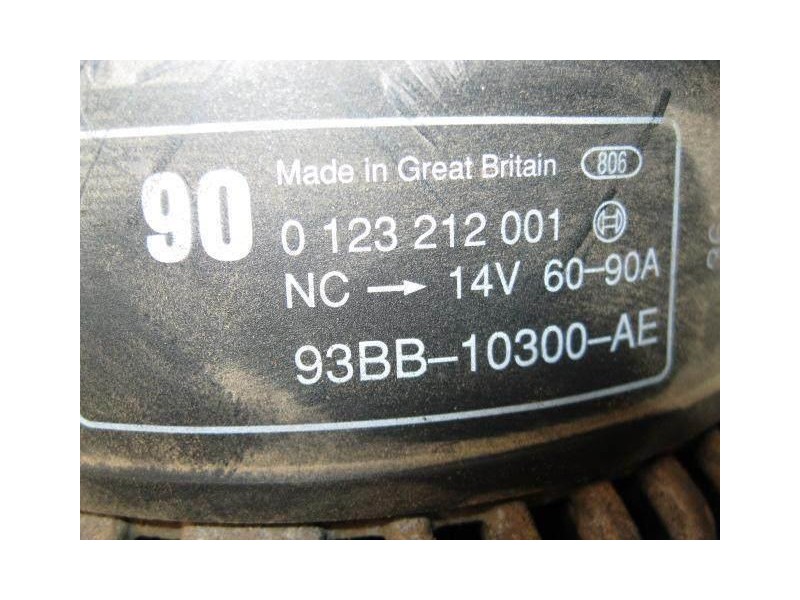 90
Made in Great Britain 806
0 123 212 001
NC → 14V 60-90A
93BB-10300-AE